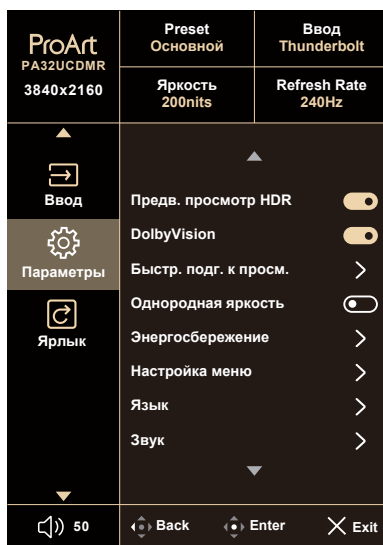 ProArt
PA32UCDMR
3840x2160
Preset
Основной
Ввод
Thunderbolt
Яркость
200nits
Refresh Rate
240Hz
Ввод
Параметры
Ярлык
Предв. просмотр HDR
DolbyVision
Быстр. подг. к просм.
Однородная яркость
Энергосбережение
Настройка меню
Язык
Звук
50
Back
Enter
Exit